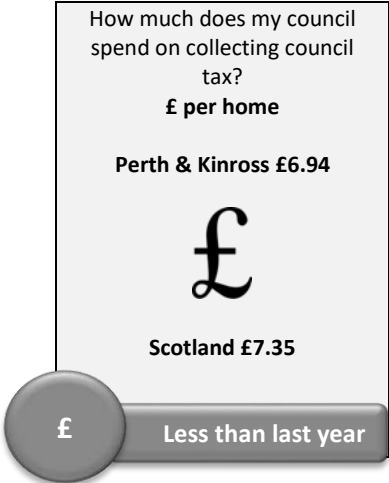 How much does my council
spend on collecting council
tax?
£ per home
Perth & Kinross £6.94
£
Scotland £7.35
£ Less than last year